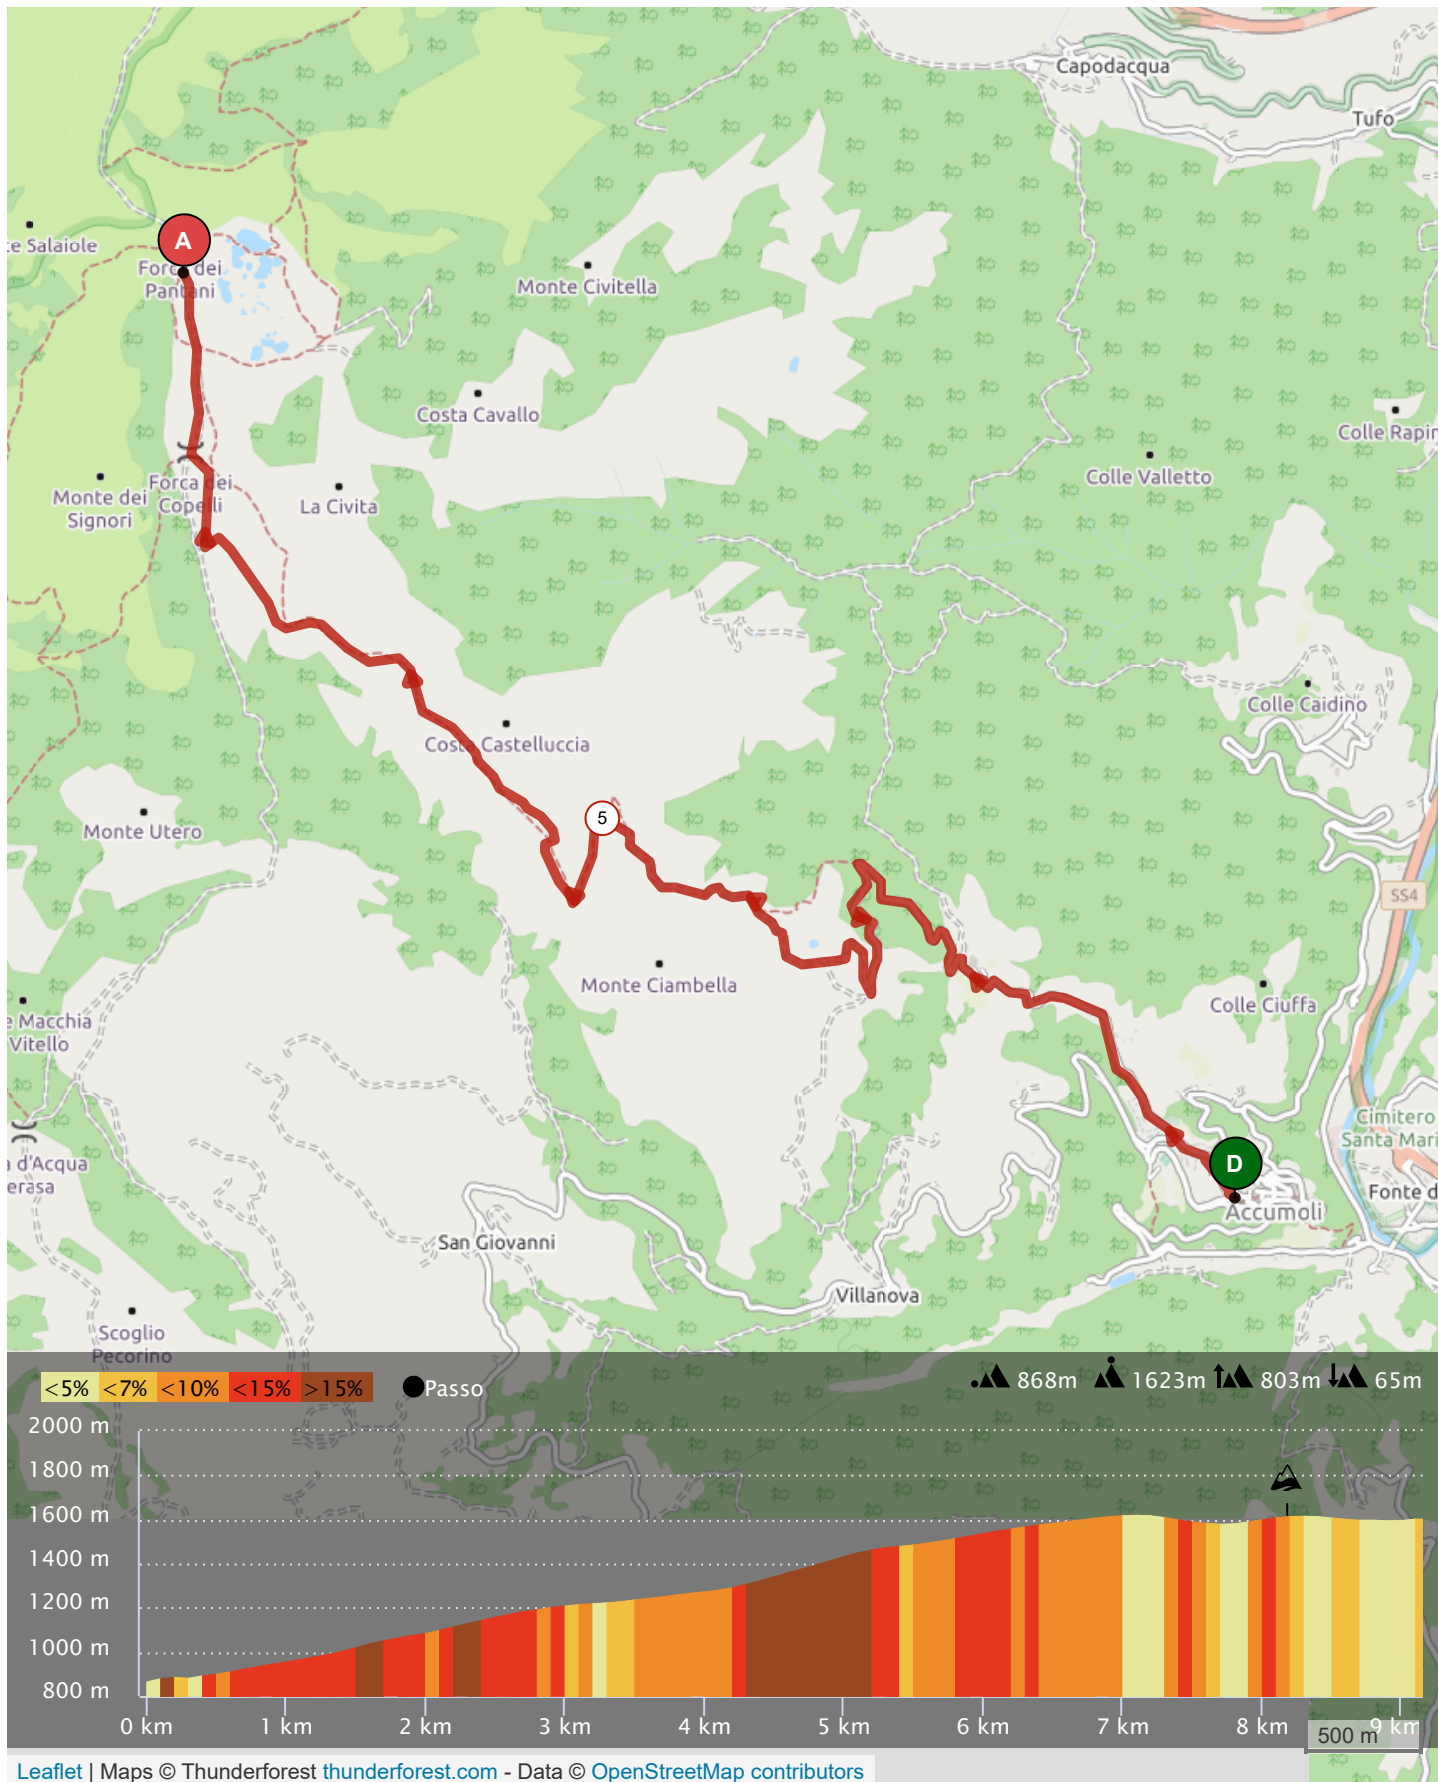 Capodacqua
Tufo
A
te Salaiole
Forca dei
Pantani
Monte Civitella
Costa Cavallo
Colle Rapin
Monte dei
Signori
Forca dei
Copelli
La Civita
Colle Valletto
Colle Caidino
Costa Castelluccia
Monte Utero
5
SS4
Monte Ciambella
Colle Ciuffa
e Macchia
Vitello
Cimitero
Santa Mari
a d'Acqua
erasa
D
Accumoli
Fonte d
San Giovanni
Villanova
Scoglio
Pecorino
<5% <7% <10% <15% >15% Passo 868m 1623m 803m 65m
2000 m
1800 m
1600 m
1400 m
1200 m
1000 m
800 m
0 km 1 km 2 km 3 km 4 km 5 km 6 km 7 km 8 km 9 km
500 m
Leaflet | Maps © Thunderforest thunderforest.com - Data © OpenStreetMap contributors